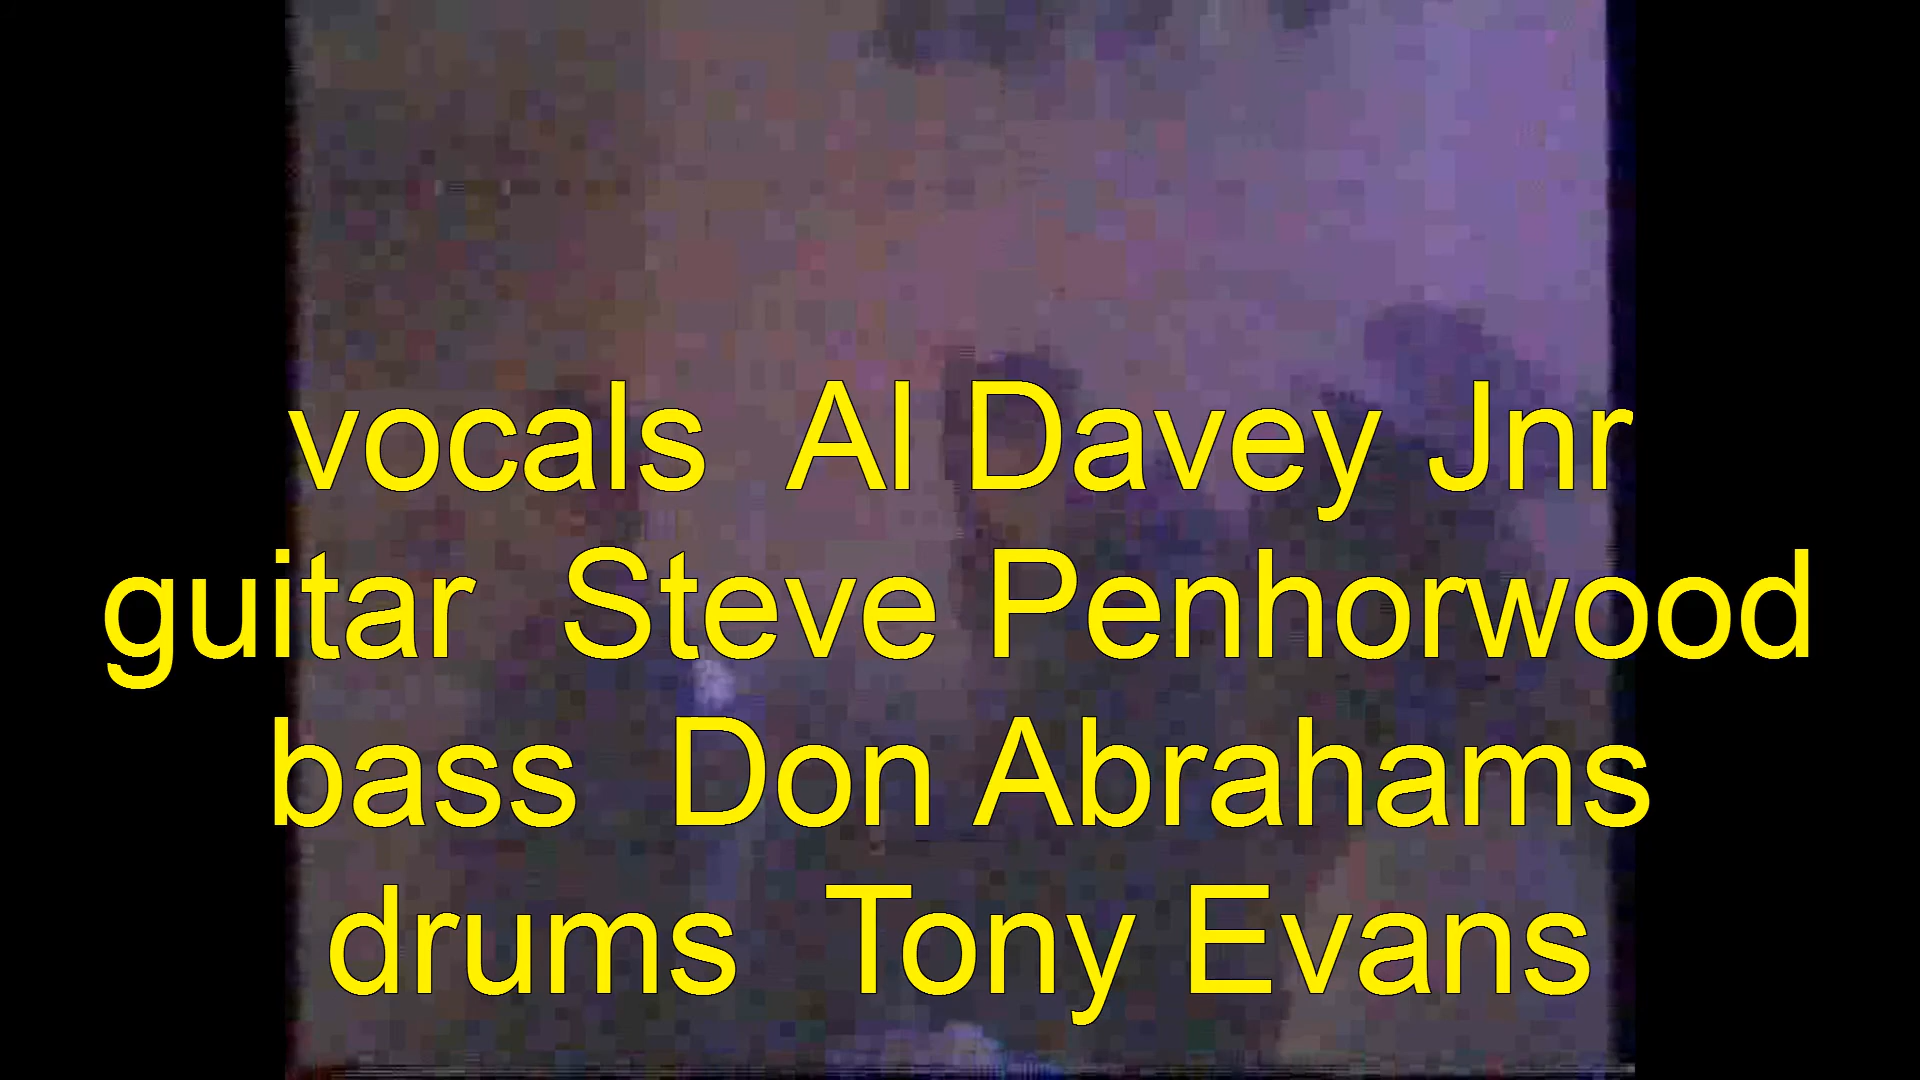 vocals  Al Davey Jnr
guitar  Steve Penhorwood
bass  Don Abrahams
drums  Tony Evans